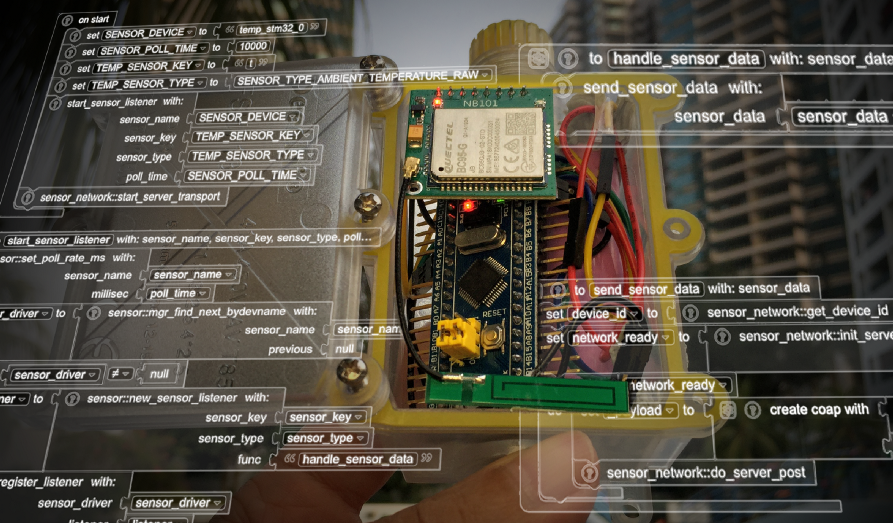 on start
set SENSOR_DEVICE to “ temp_stm32_0 ”
set SENSOR_POLL_TIME to 10000
set TEMP_SENSOR_KEY to “ t ”
set TEMP_SENSOR_TYPE to SENSOR_TYPE_AMBIENT_TEMPERATURE_RAW
start_sensor_listener with:
sensor_name SENSOR_DEVICE
sensor_key TEMP_SENSOR_KEY
sensor_type TEMP_SENSOR_TYPE
poll_time SENSOR_POLL_TIME
sensor_network::start_server_transport
start_sensor_listener with: sensor_name, sensor_key, sensor_type, poll...
sor::set_poll_rate_ms with:
sensor_name sensor_name
millisec poll_time
_driver to sensor::mgr_find_next_bydevname with:
sensor_name sensor_nam
previous null
sensor_driver ≠ null
ner to sensor::new_sensor_listener with:
sensor_key sensor_key
sensor_type sensor_type
func “ handle_sensor_data ”
register_listener with:
sensor_driver sensor_driver
to handle_sensor_data with: sensor_data
send_sensor_data with:
sensor_data sensor_data
NB101
QUECTEL
BC95-G
RESET
to send_sensor_data with: sensor_data
set device_id to sensor_network::get_device_id
set network_ready to sensor_network::init_serve
network_ready
yload to create coap with
sensor_network::do_server_post